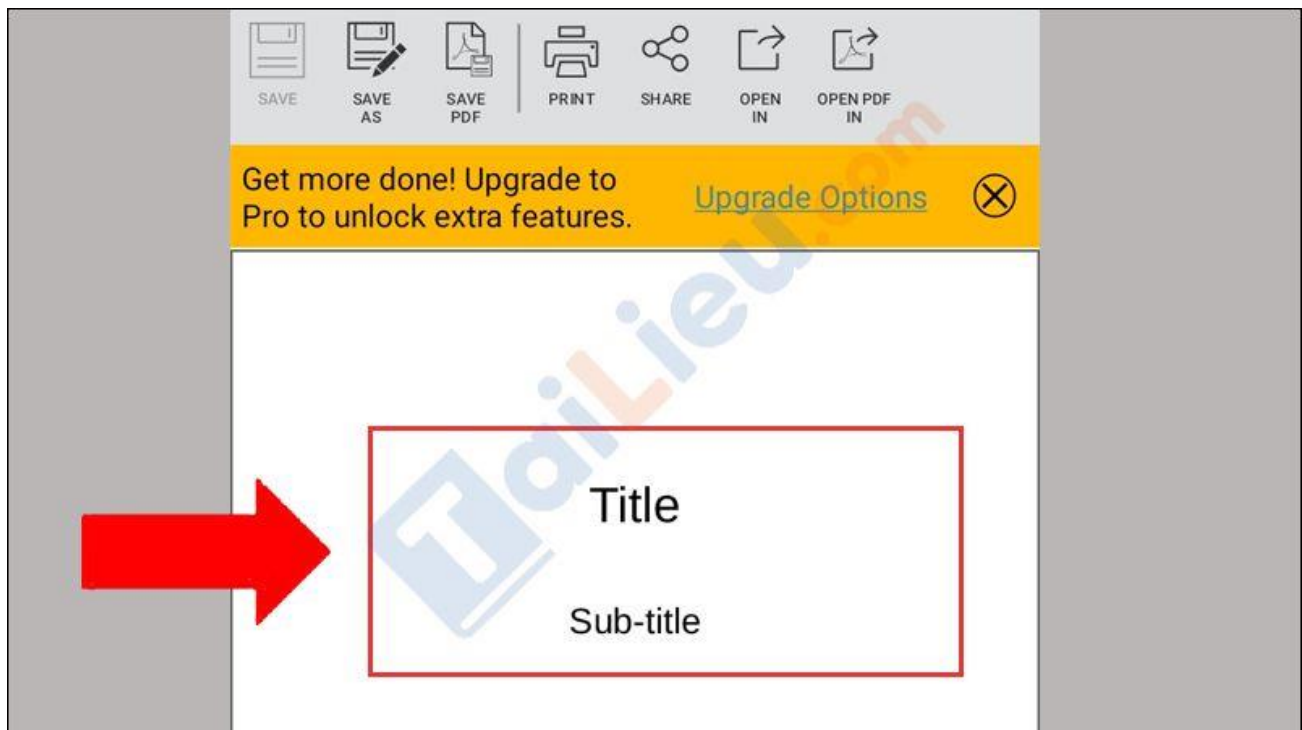 SAVE
SAVE AS
SAVE PDF
PRINT
SHARE
OPEN IN
OPEN PDF IN
Get more done! Upgrade to
Pro to unlock extra features.
Upgrade Options
TaiLieu.com
Title
Sub-title